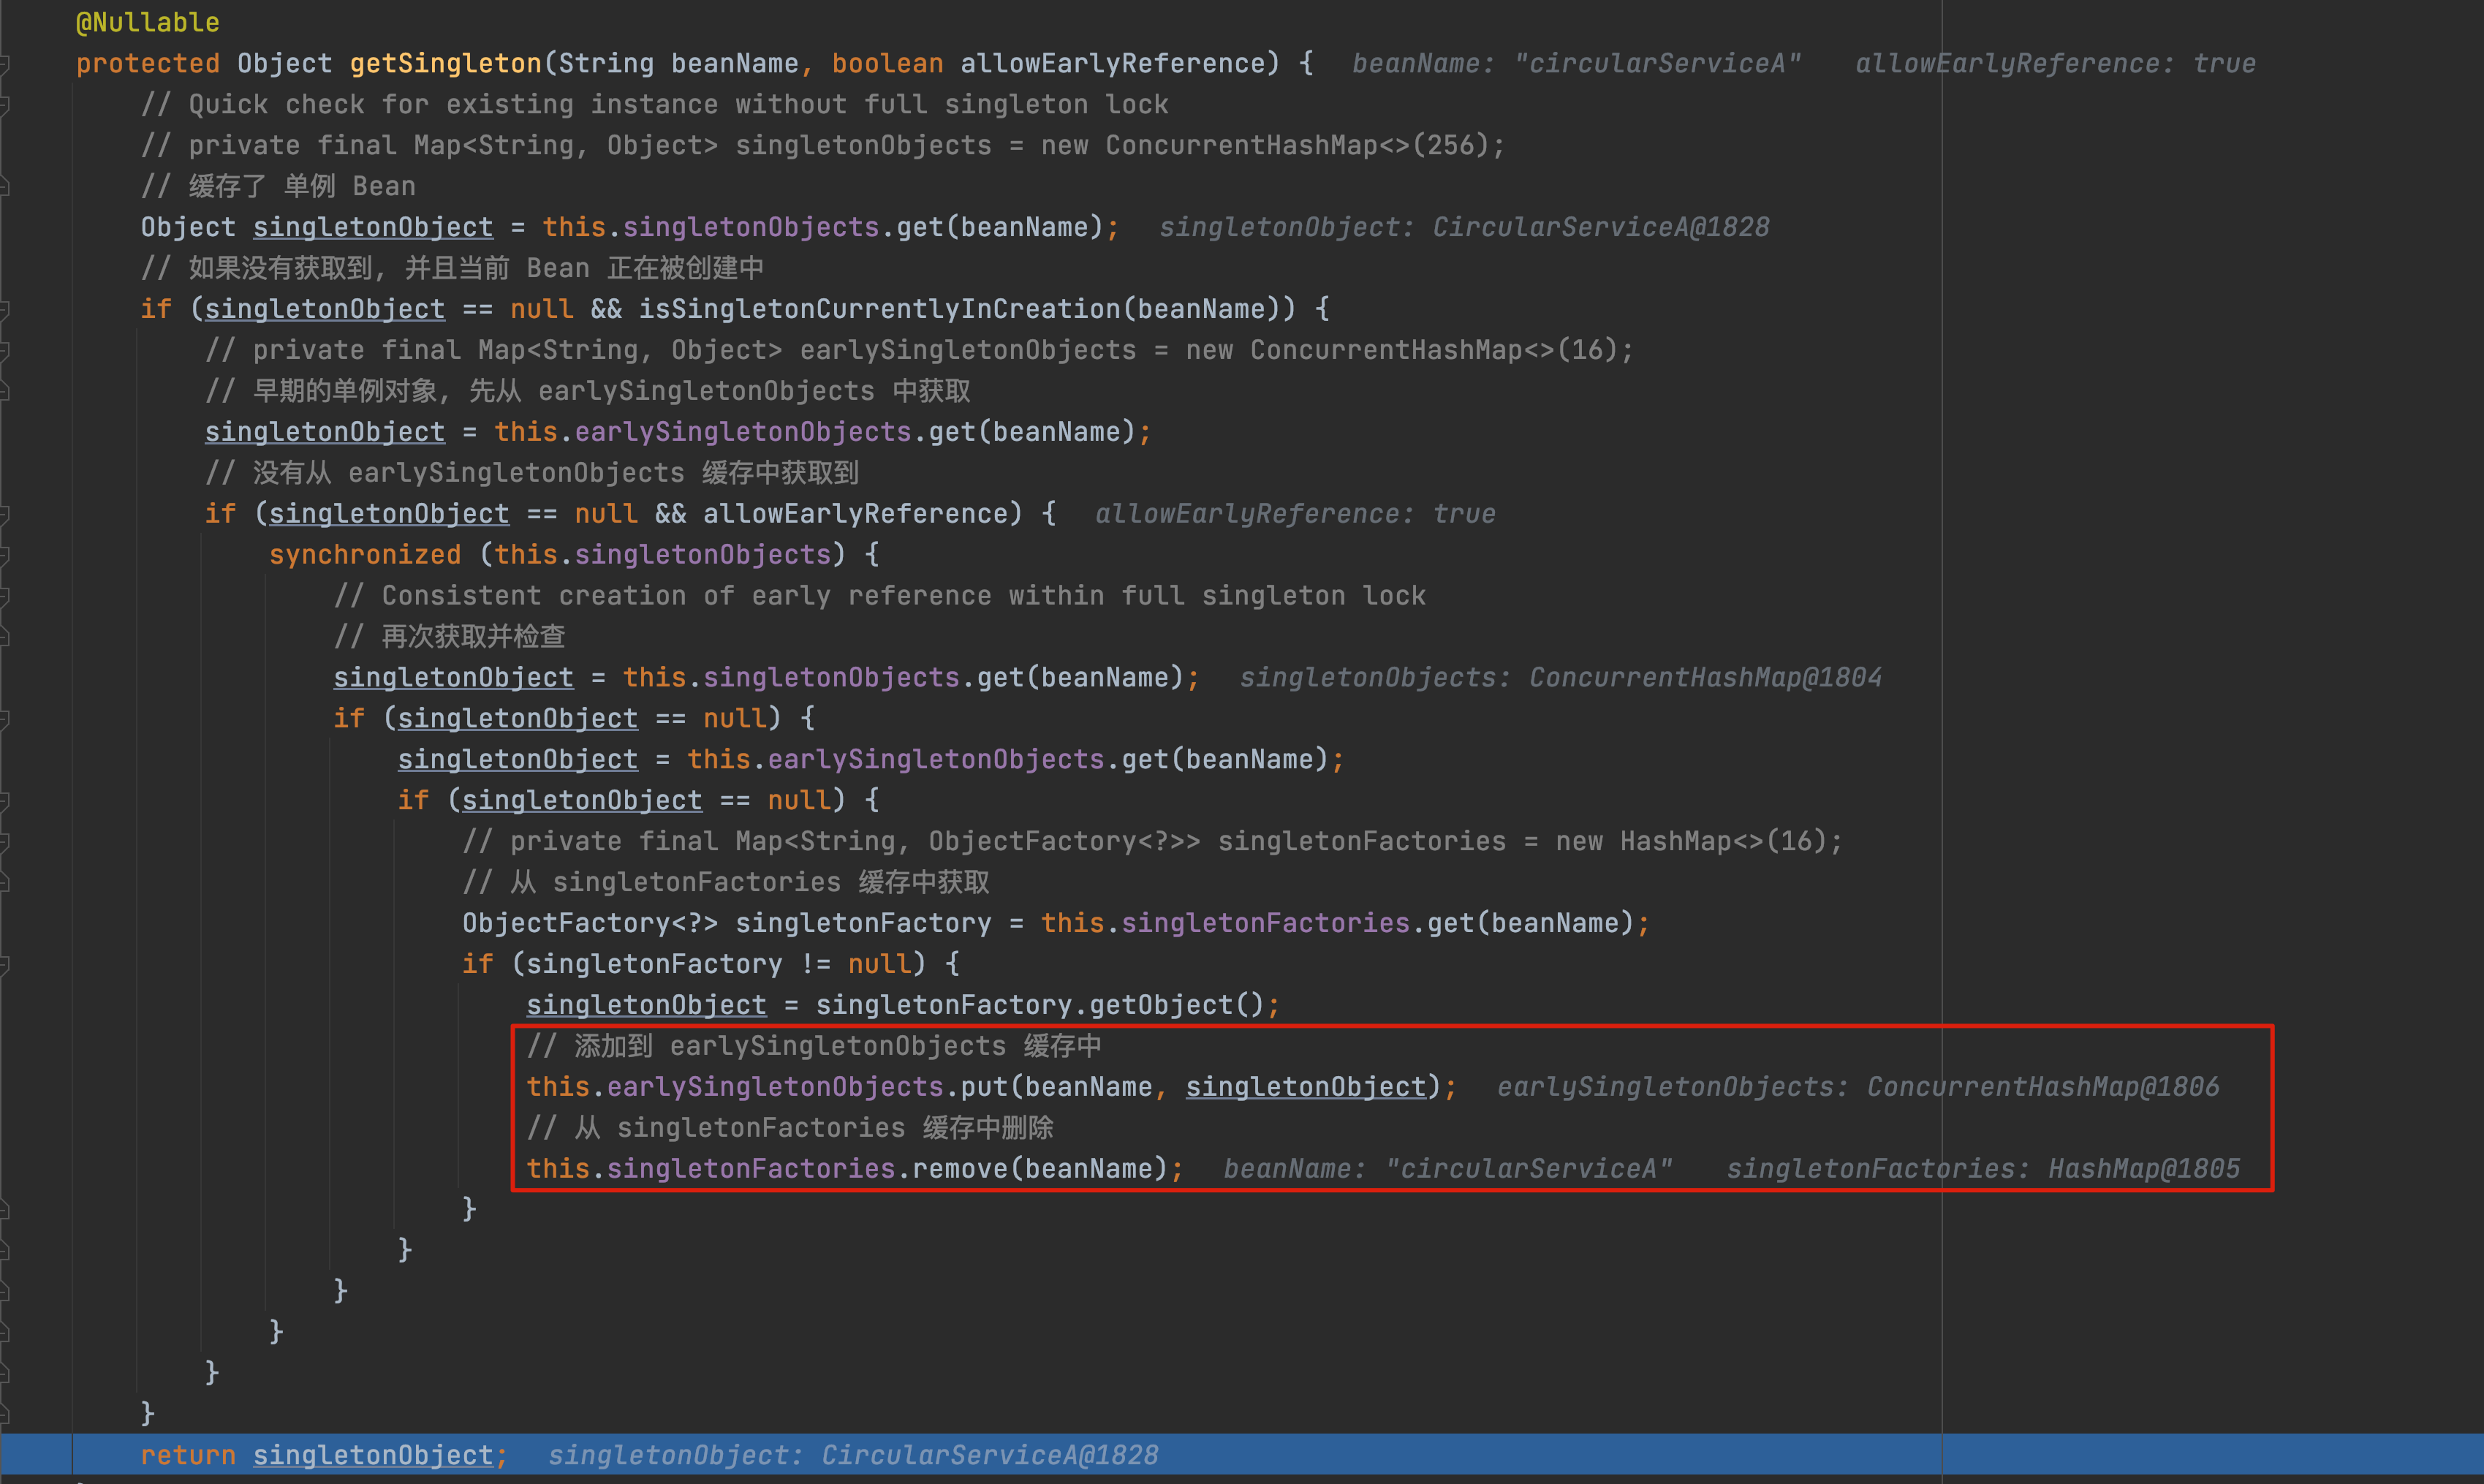 @Nullable
protected Object getSingleton(String beanName, boolean allowEarlyReference) {   beanName: "circularServiceA"   allowEarlyReference: true
// Quick check for existing instance without full singleton lock
// private final Map<String, Object> singletonObjects = new ConcurrentHashMap<>(256);
// 缓存了 单例 Bean
Object singletonObject = this.singletonObjects.get(beanName);   singletonObject: CircularServiceA@1828
// 如果没有获取到, 并且当前 Bean 正在被创建中
if (singletonObject == null && isSingletonCurrentlyInCreation(beanName)) {
// private final Map<String, Object> earlySingletonObjects = new ConcurrentHashMap<>(16);
// 早期的单例对象, 先从 earlySingletonObjects 中获取
singletonObject = this.earlySingletonObjects.get(beanName);
// 没有从 earlySingletonObjects 缓存中获取到
if (singletonObject == null && allowEarlyReference) {   allowEarlyReference: true
synchronized (this.singletonObjects) {
// Consistent creation of early reference within full singleton lock
// 再次获取并检查
singletonObject = this.singletonObjects.get(beanName);   singletonObjects: ConcurrentHashMap@1804
if (singletonObject == null) {
singletonObject = this.earlySingletonObjects.get(beanName);
if (singletonObject == null) {
// private final Map<String, ObjectFactory<?>> singletonFactories = new HashMap<>(16);
// 从 singletonFactories 缓存中获取
ObjectFactory<?> singletonFactory = this.singletonFactories.get(beanName);
if (singletonFactory != null) {
singletonObject = singletonFactory.getObject();
// 添加到 earlySingletonObjects 缓存中
this.earlySingletonObjects.put(beanName, singletonObject);   earlySingletonObjects: ConcurrentHashMap@1806
// 从 singletonFactories 缓存中删除
this.singletonFactories.remove(beanName);   beanName: "circularServiceA"   singletonFactories: HashMap@1805
}
}
}
}
}
}
return singletonObject;   singletonObject: CircularServiceA@1828